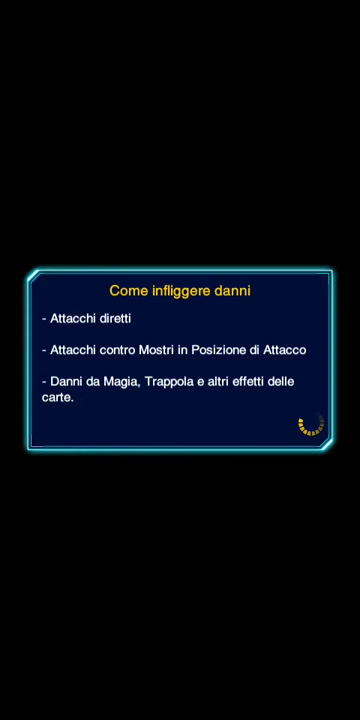 Come infliggere danni
- Attacchi diretti
- Attacchi contro Mostri in Posizione di Attacco
- Danni da Magia, Trappola e altri effetti delle
carte.